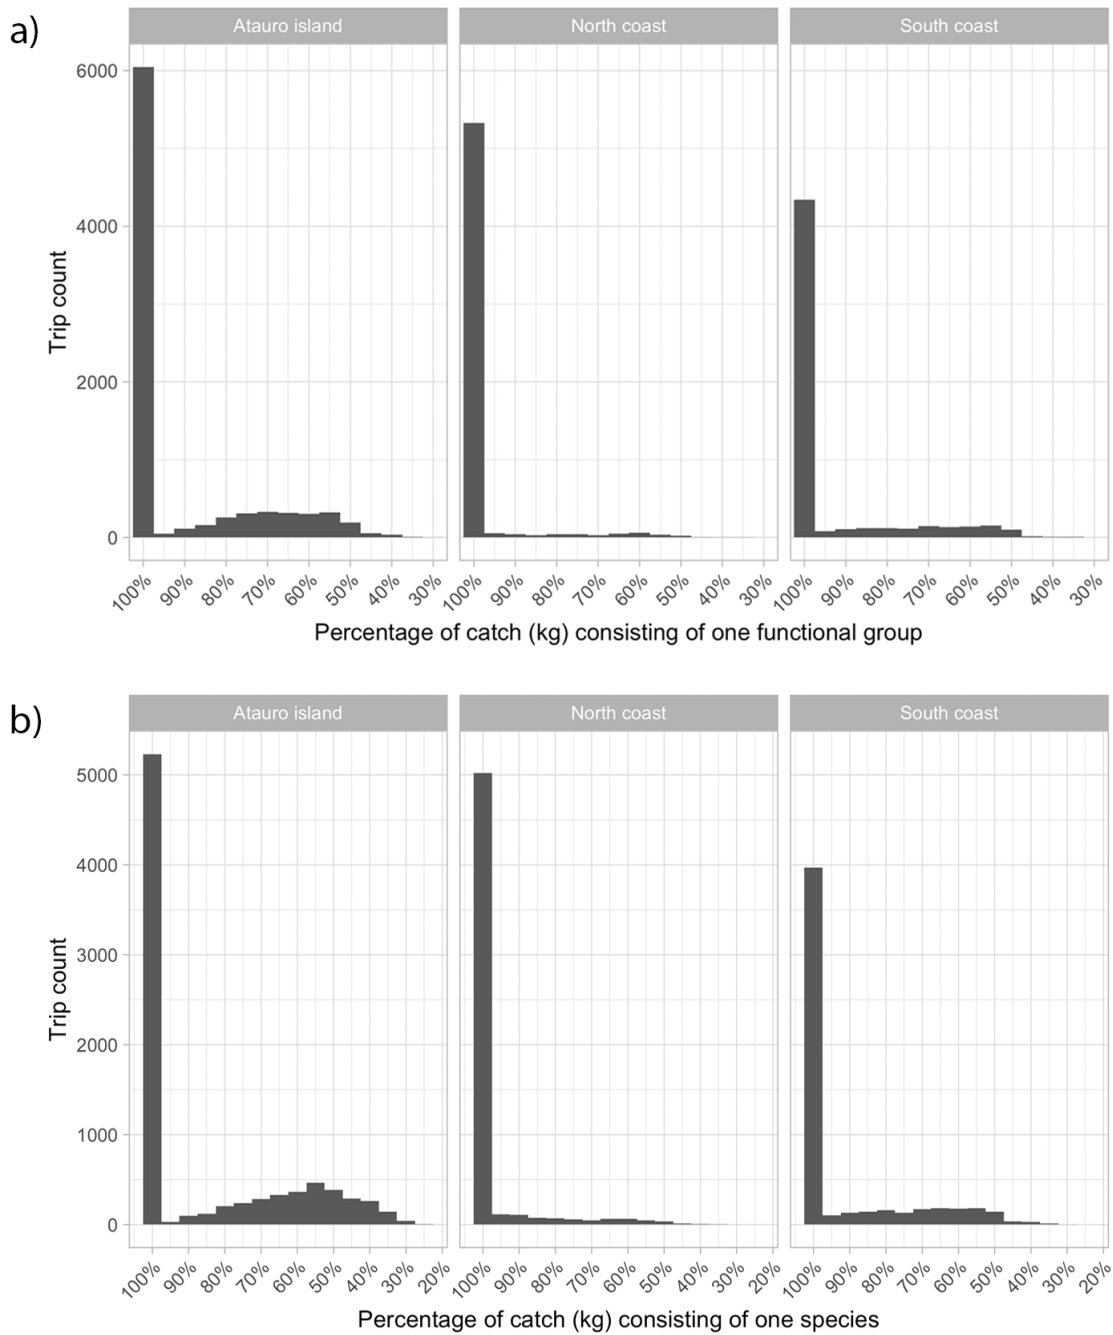 a)
Atauro island North coast South coast
6000
4000
2000
0
Trip count
100% 90% 80% 70% 60% 50% 40% 30% 100% 90% 80% 70% 60% 50% 40% 30% 100% 90% 80% 70% 60% 50% 40% 30%
Percentage of catch (kg) consisting of one functional group
b)
Atauro island North coast South coast
5000
4000
3000
2000
1000
0
Trip count
100% 90% 80% 70% 60% 50% 40% 30% 20% 100% 90% 80% 70% 60% 50% 40% 30% 20% 100% 90% 80% 70% 60% 50% 40% 30% 20%
Percentage of catch (kg) consisting of one species